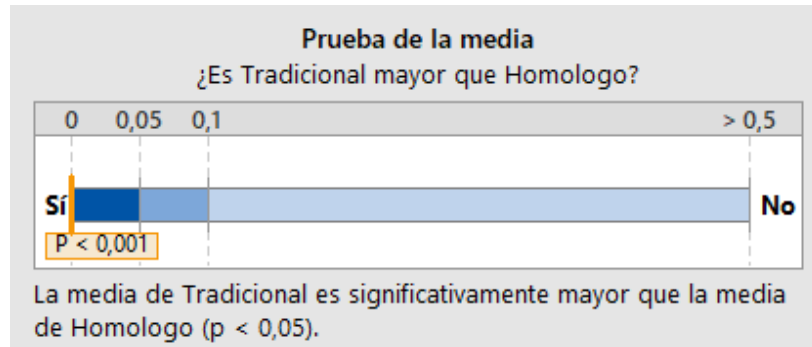 Prueba de la media
¿Es Tradicional mayor que Homologo?
0 0,05 0,1 > 0,5
Sí No
P < 0,001
La media de Tradicional es significativamente mayor que la media
de Homologo (p < 0,05).